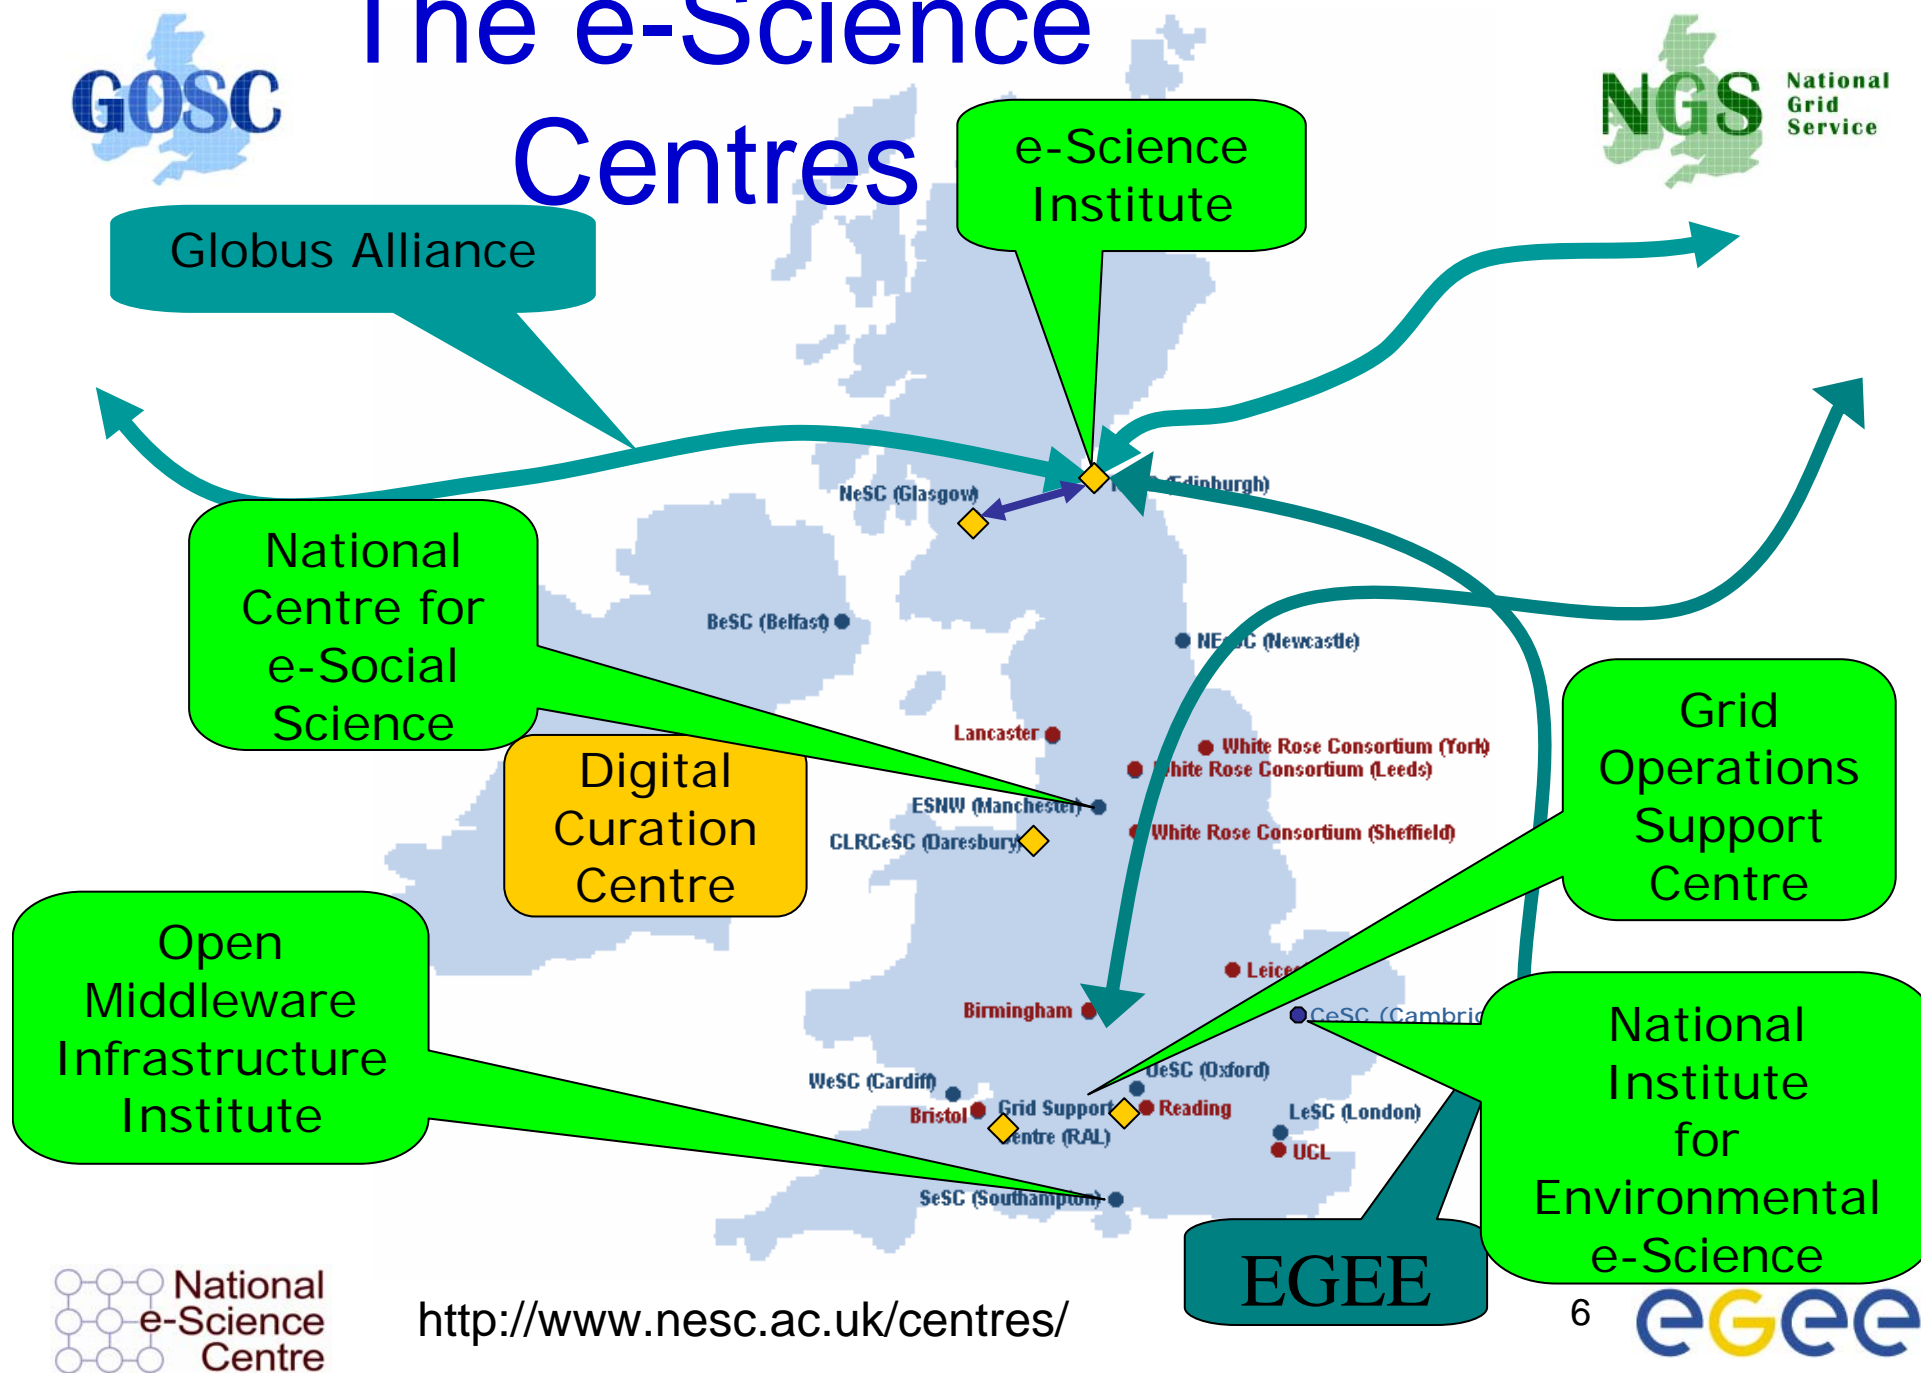 The e-Science
Centres
GOSC
NGS
National
Grid
Service
e-Science
Institute
Globus Alliance
NeSC (Glasgow)
(Edinburgh)
National
Centre for
e-Social
Science
BeSC (Belfast)
(Newcastle)
Grid
Operations
Support
Centre
Lancaster
White Rose Consortium (York)
White Rose Consortium (Leeds)
Digital
Curation
Centre
ESNW (Manchester)
CLRCeSC (Daresbury)
White Rose Consortium (Sheffield)
Open
Middleware
Infrastructure
Institute
Birmingham
CeSC
National
Institute
for
Environmental
e-Science
WeSC (Cardiff)
OeSC (Oxford)
Bristol
Grid Support
Centre (RAL)
Reading
LeSC (London)
UCL
SeSC (Southampton)
EGEE
National
e-Science
Centre
http://www.nesc.ac.uk/centres/
6
egee